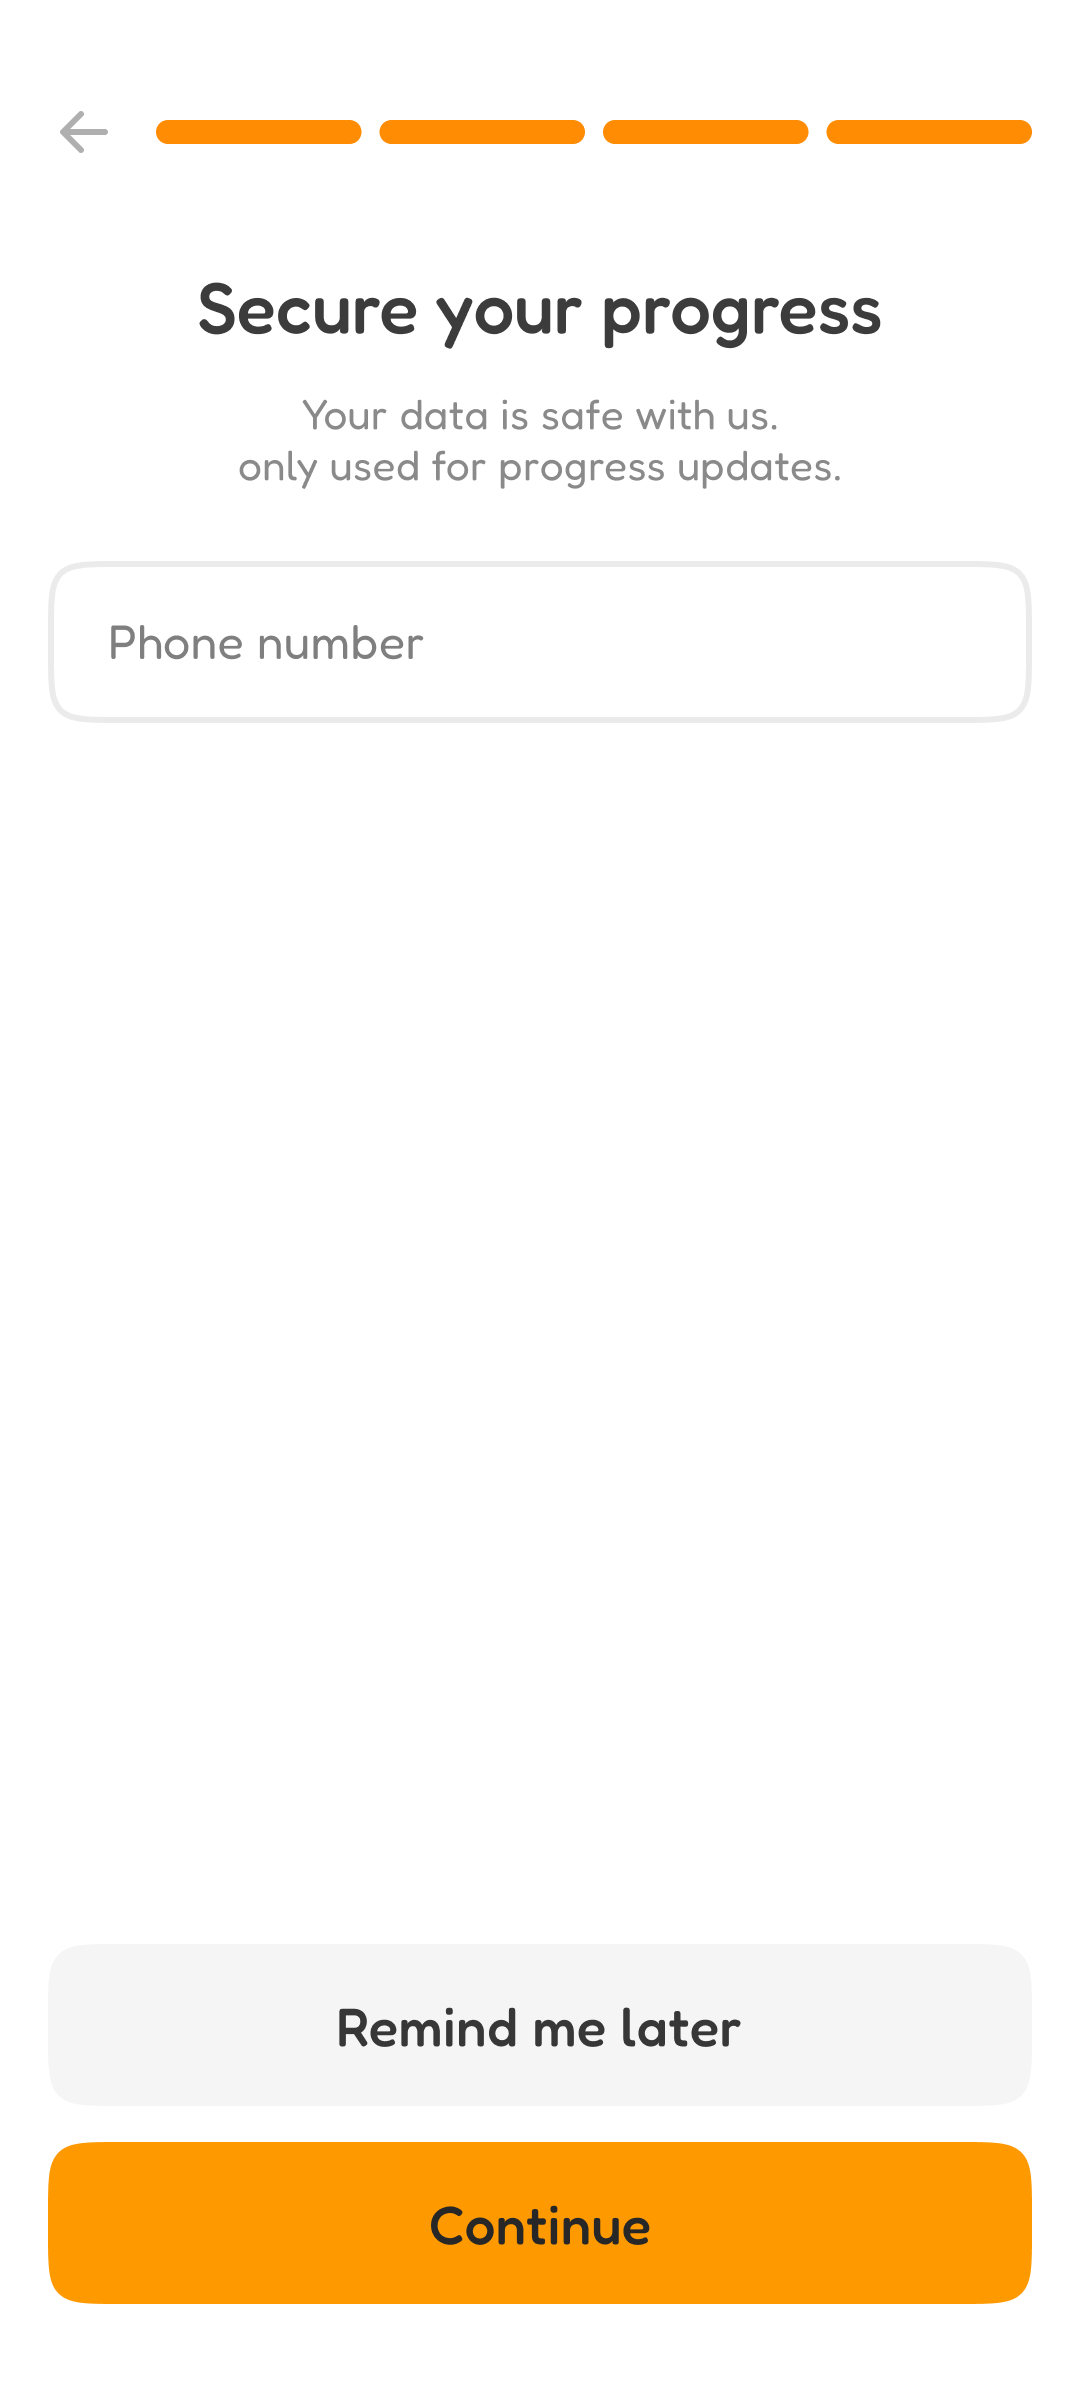 Secure your progress
Your data is safe with us.
only used for progress updates.
Phone number
Remind me later
Continue